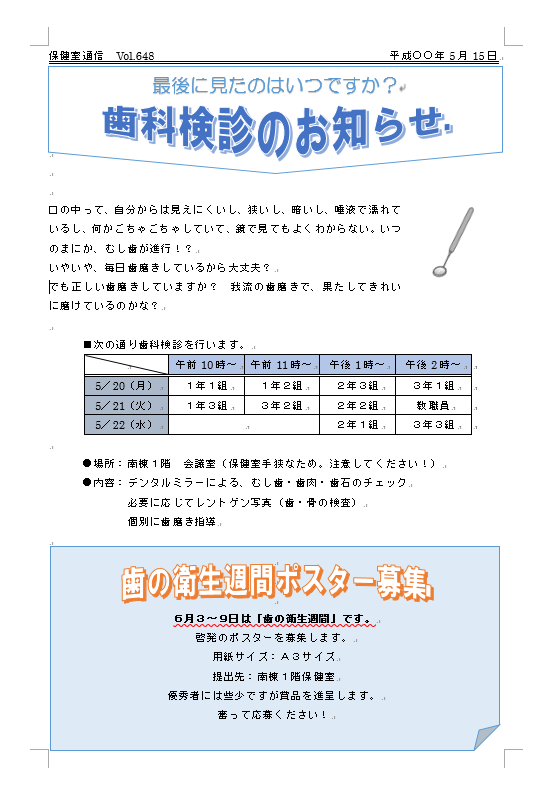 保健室通信　Vol.648　平成〇〇年 5月 15日
最後に見たのはいつですか？
歯科検診のお知らせ.
口の中って、自分からは見えにくいし、狭いし、暗いし、唾液で濡れて
いるし、何かごちゃごちゃしていて、鏡で見てもよくわからない。いつ
のまにか、むし歯が進行！？
いやいや、毎日歯磨きしているから大丈夫？
でも正しい歯磨きしていますか？　我流の歯磨きで、果たしてきれい
に磨けているのかな？
■次の通り歯科検診を行います。
午前10時～　午前11時～　午後1時～　午後2時～
5／20（月）　１年１組　１年２組　２年３組　３年１組
5／21（火）　１年３組　３年２組　２年２組　教職員
5／22（水）　２年１組　３年３組
●場所：南棟１階　会議室（保健室手狭なため。注意してください！）
●内容：デンタルミラーによる、むし歯・歯肉・歯石のチェック
必要に応じてレントゲン写真（歯・骨の検査）
個別に歯磨き指導
歯の衛生週間ポスター募集
６月３～９日は「歯の衛生週間」です。
啓発のポスターを募集します。
用紙サイズ：Ａ３サイズ
提出先：南棟１階保健室
優秀者には些少ですが賞品を進呈します。
奮って応募ください！